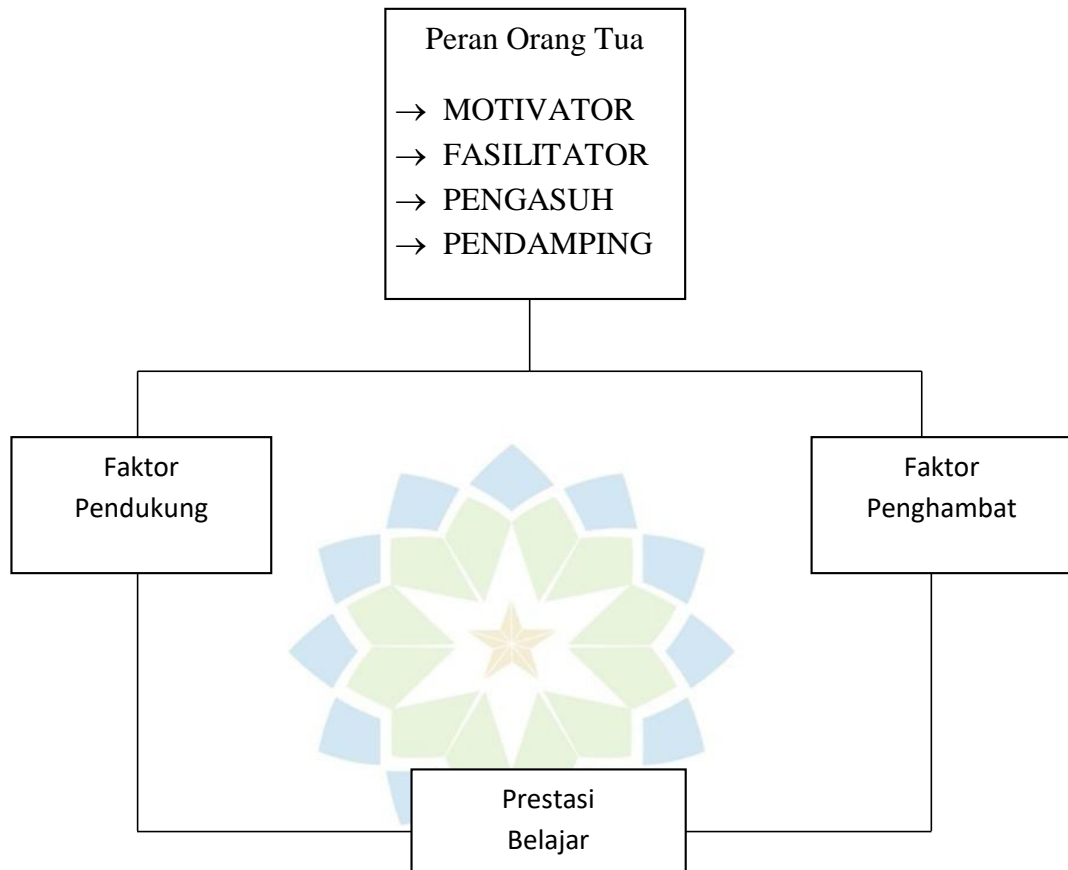 Peran Orang Tua
→ MOTIVATOR
→ FASILITATOR
→ PENGASUH
→ PENDAMPING
Faktor
Pendukung
Faktor
Penghambat
Prestasi
Belajar